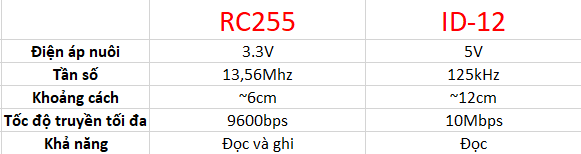 RC255 ID-12
Điện áp nuôi 3.3V 5V
Tần số 13,56Mhz 125kHz
Khoảng cách ~6cm ~12cm
Tốc độ truyền tối đa 9600bps 10Mbps
Khả năng Đọc và ghi Đọc